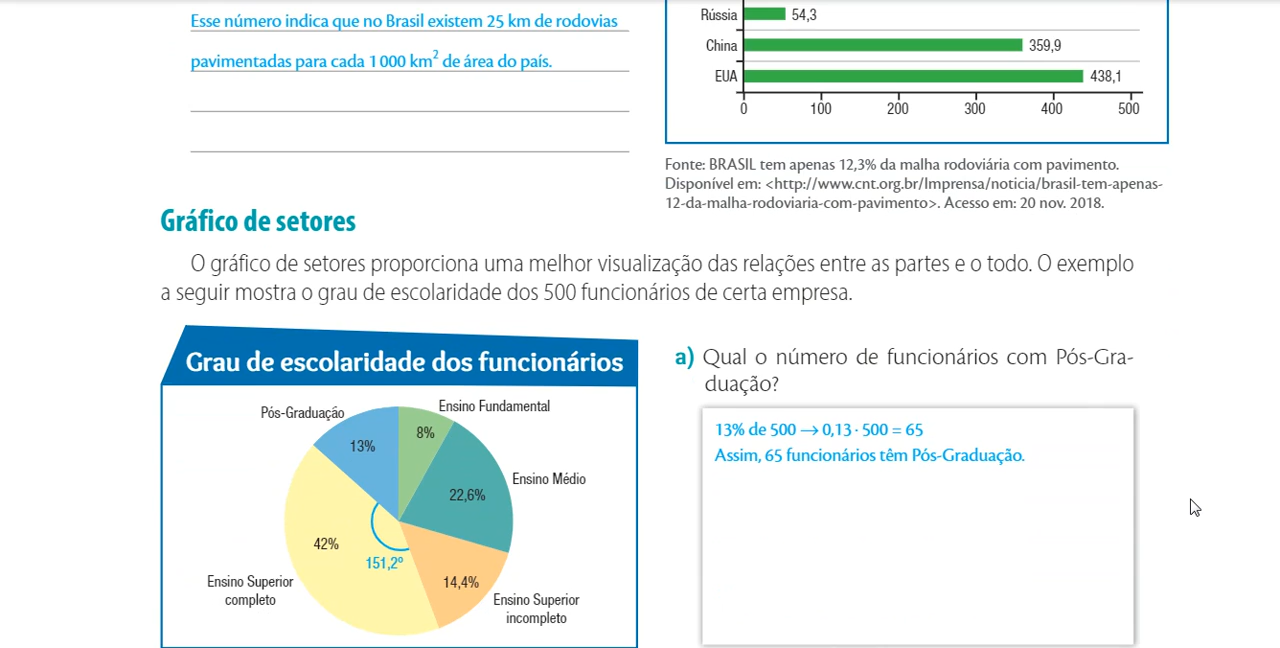 Esse número indica que no Brasil existem 25 km de rodovias
pavimentadas para cada 1 000 km² de área do país.
Rússia 54,3
China 359,9
EUA 438,1
0 100 200 300 400 500
Fonte: BRASIL tem apenas 12,3% da malha rodoviária com pavimento.
Disponível em: <http://www.cnt.org.br/Imprensa/noticia/brasil-tem-apenas-
12-da-malha-rodoviaria-com-pavimento>. Acesso em: 20 nov. 2018.
Gráfico de setores
O gráfico de setores proporciona uma melhor visualização das relações entre as partes e o todo. O exemplo
a seguir mostra o grau de escolaridade dos 500 funcionários de certa empresa.
Grau de escolaridade dos funcionários
Pós-Graduação
13%
Ensino Fundamental
8%
Ensino Médio
22,6%
42%
151,2º
14,4%
Ensino Superior
completo
Ensino Superior
incompleto
a) Qual o número de funcionários com Pós-Gra-
duação?
13% de 500 → 0,13 · 500 = 65
Assim, 65 funcionários têm Pós-Graduação.